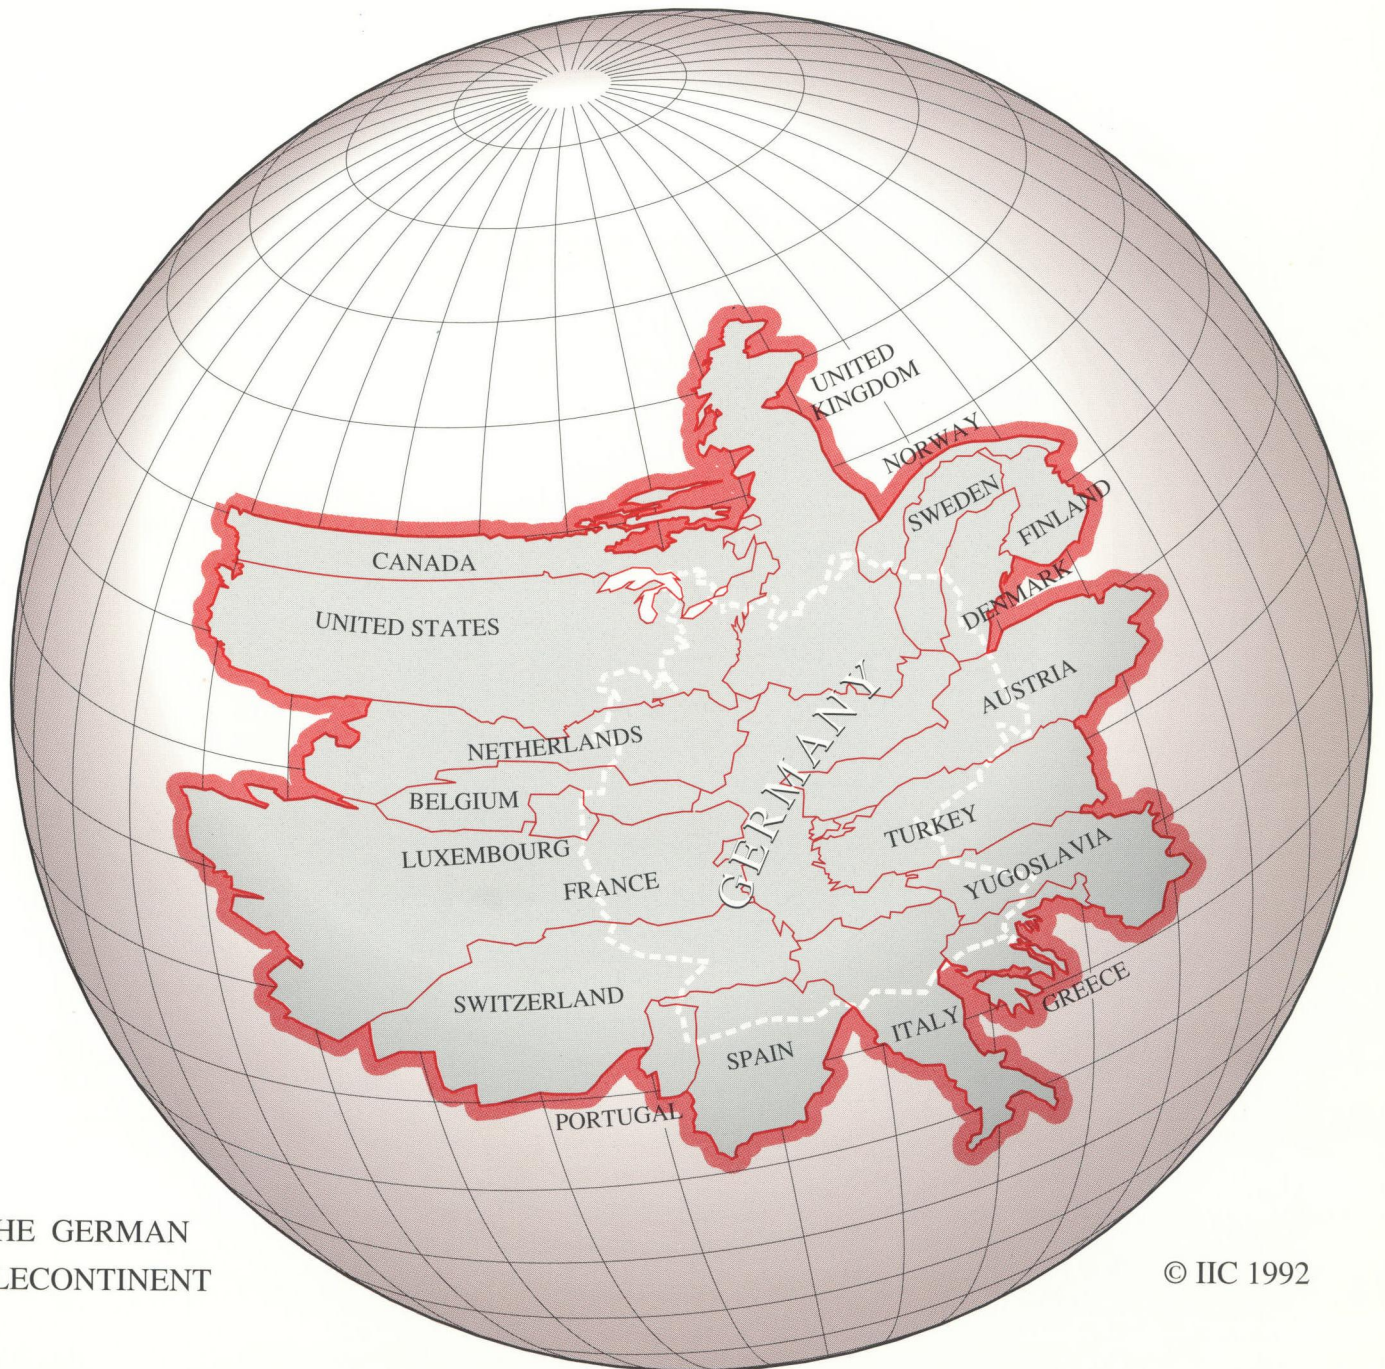 UNITED
KINGDOM
NORWAY
SWEDEN
FINLAND
CANADA
DENMARK
UNITED STATES
AUSTRIA
NETHERLANDS
GERMANY
BELGIUM
TURKEY
LUXEMBOURG
YUGOSLAVIA
FRANCE
SWITZERLAND
GREECE
ITALY
SPAIN
PORTUGAL
HE GERMAN
LECONTINENT
© IIC 1992